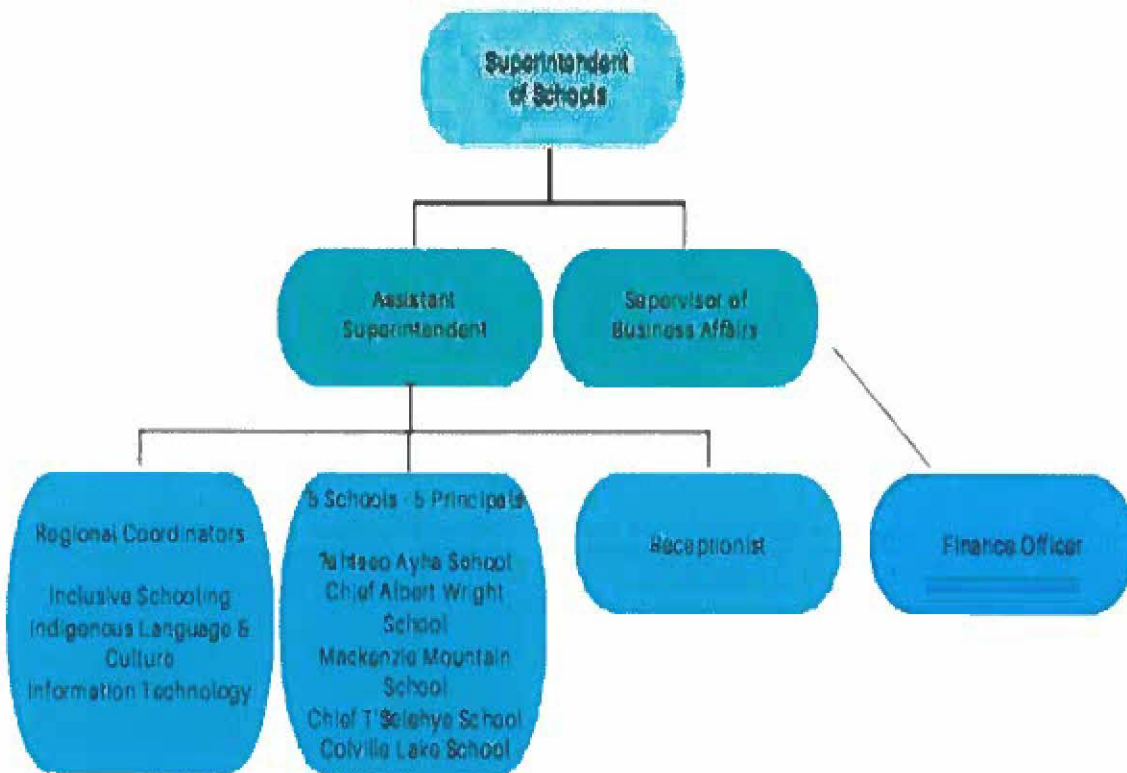 Superintendent
of Schools
Assistant
Superintendent
Supervisor of
Business Affairs
Regional Coordinators
Inclusive Schooling
Indigenous Language &
Culture
Information Technology
5 Schools - 5 Principals
Ayha School
Chief Albert Wright
School
Mackenzie Mountain
School
Chief T'Selehye School
Colville Lake School
Receptionist
Finance Officer